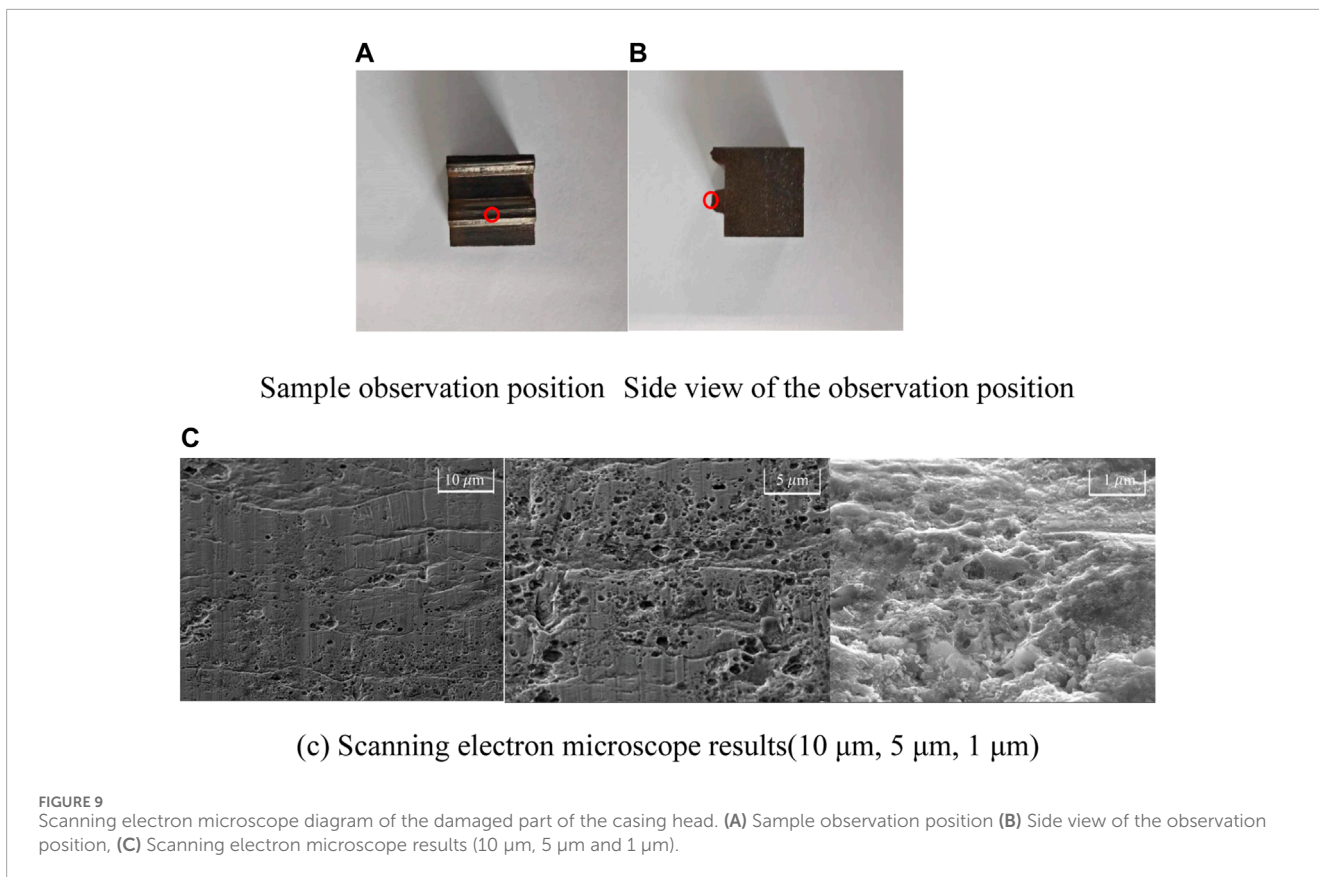 A
B
Sample observation position Side view of the observation position
C
10 μm
5 μm
1 μm
(c) Scanning electron microscope results(10 μm, 5 μm, 1 μm)
FIGURE 9
Scanning electron microscope diagram of the damaged part of the casing head. (A) Sample observation position (B) Side view of the observation
position, (C) Scanning electron microscope results (10 μm, 5 μm and 1 μm).